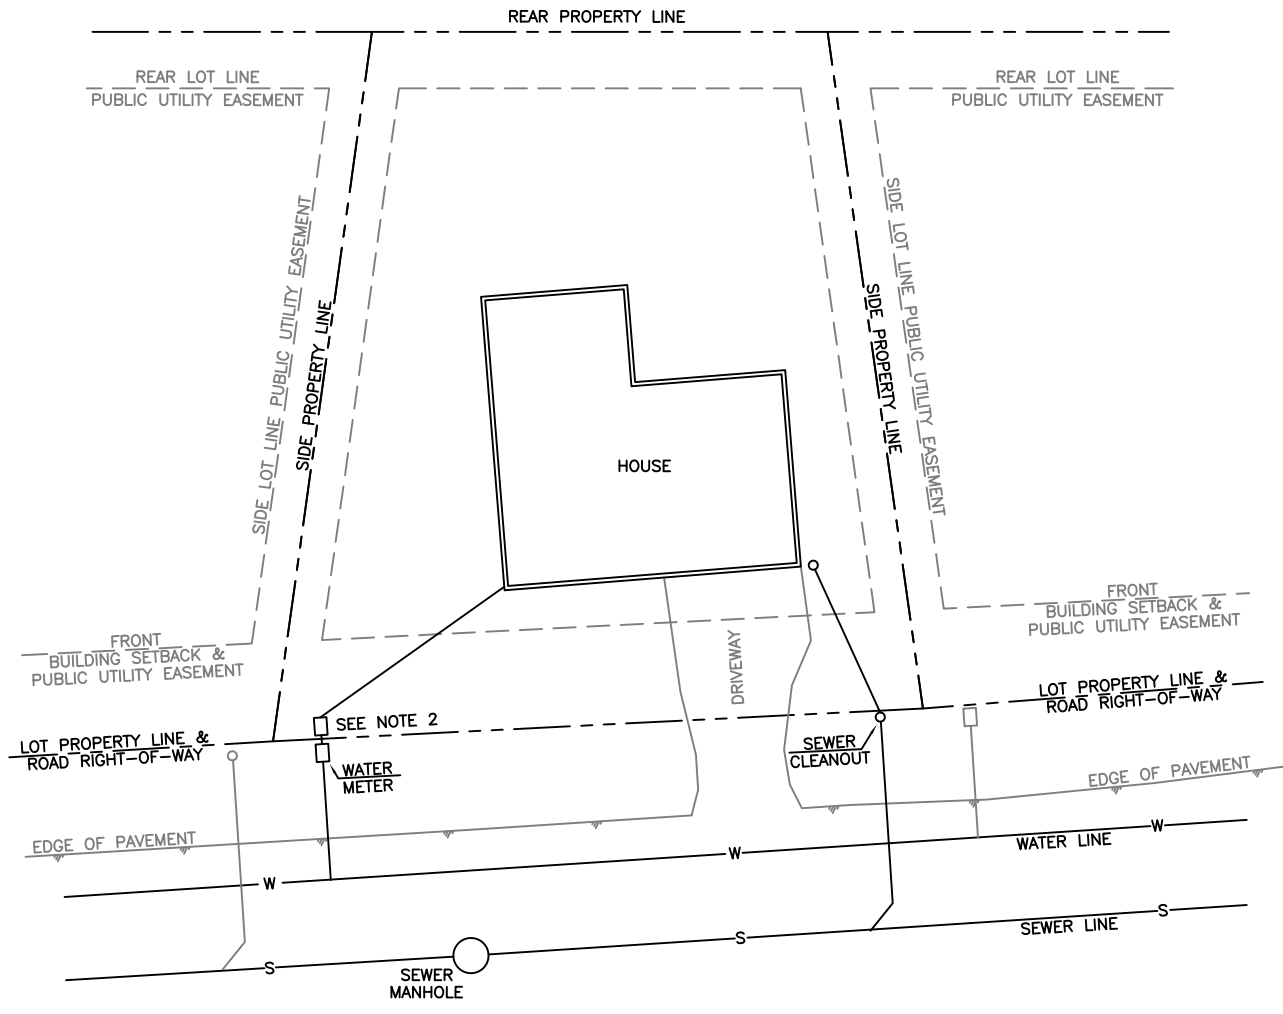 REAR PROPERTY LINE
REAR LOT LINE
PUBLIC UTILITY EASEMENT
REAR LOT LINE
PUBLIC UTILITY EASEMENT
SIDE LOT LINE PUBLIC UTILITY EASEMENT
SIDE PROPERTY LINE
SIDE PROPERTY LINE
SIDE LOT LINE PUBLIC UTILITY EASEMENT
HOUSE
FRONT
BUILDING SETBACK &
PUBLIC UTILITY EASEMENT
FRONT
BUILDING SETBACK &
PUBLIC UTILITY EASEMENT
DRIVEWAY
LOT PROPERTY LINE &
ROAD RIGHT-OF-WAY
SEE NOTE 2
LOT PROPERTY LINE &
ROAD RIGHT-OF-WAY
WATER
METER
SEWER
CLEANOUT
EDGE OF PAVEMENT
EDGE OF PAVEMENT
W
W
W
WATER LINE
S
S
S
SEWER LINE
SEWER
MANHOLE